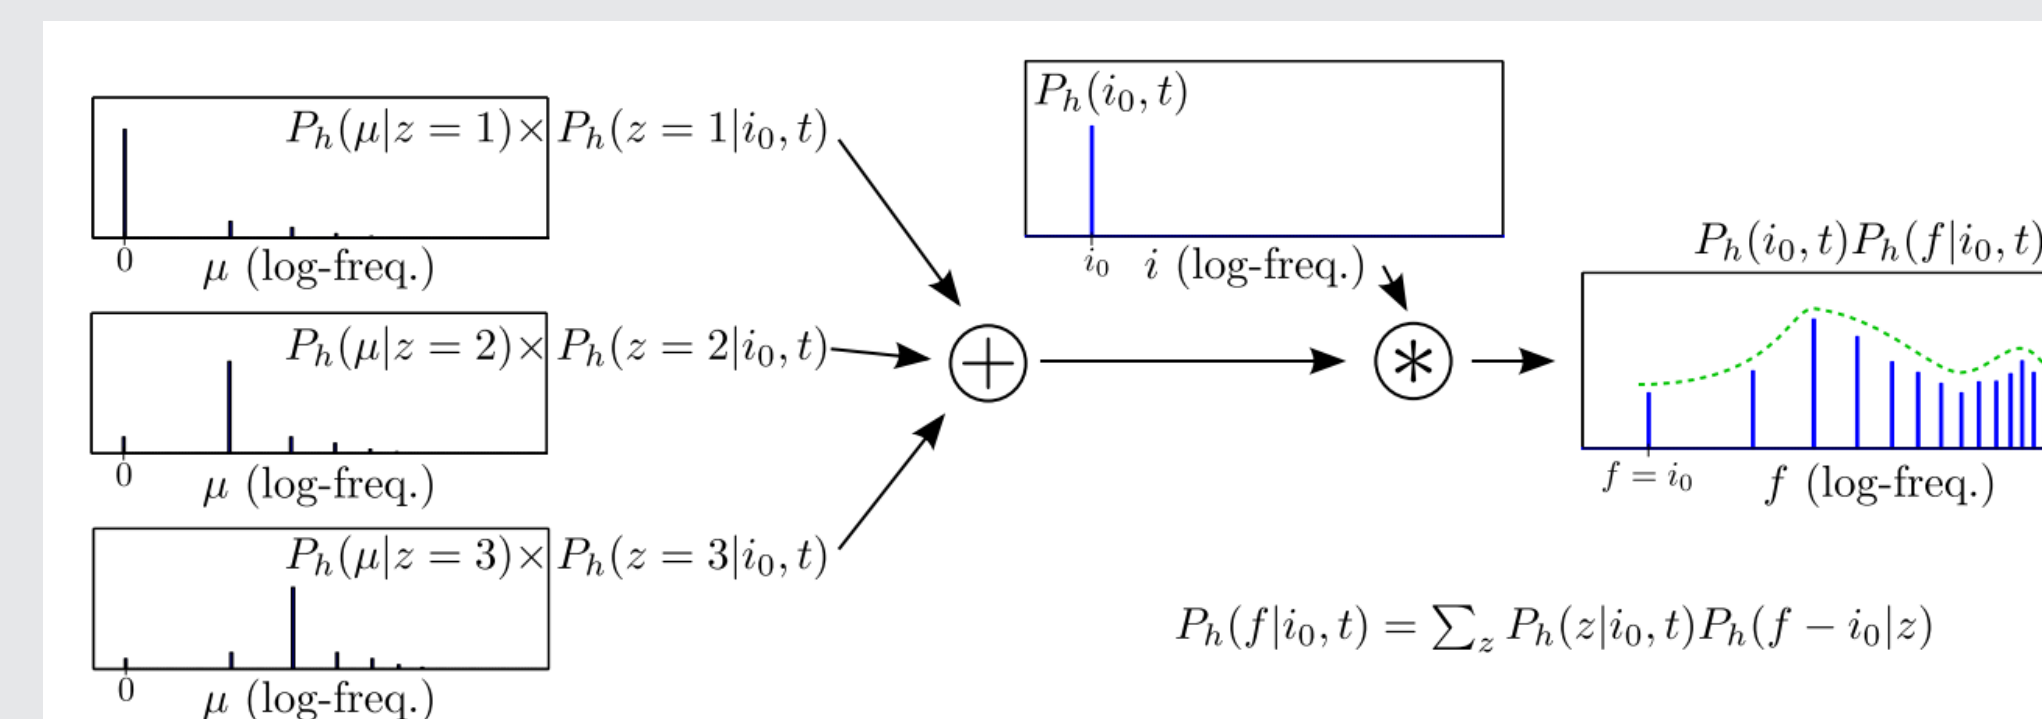 P_h(μ|z = 1)× P_h(z = 1|i_0, t)
0
μ (log-freq.)
P_h(μ|z = 2)× P_h(z = 2|i_0, t)
0
μ (log-freq.)
P_h(μ|z = 3)× P_h(z = 3|i_0, t)
0
μ (log-freq.)
+
P_h(i_0, t)
i_0
i (log-freq.)
*
P_h(i_0, t)P_h(f|i_0, t)
f = i_0
f (log-freq.)
P_h(f|i_0, t) = ∑_z P_h(z|i_0, t)P_h(f − i_0|z)